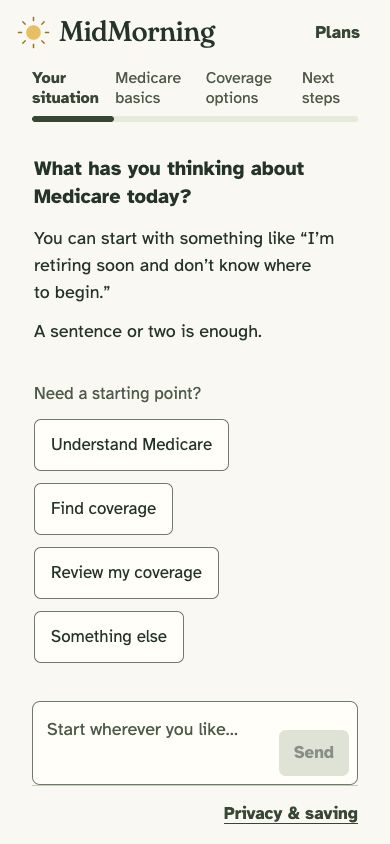 MidMorning
Plans
Your situation
Medicare basics
Coverage options
Next steps
What has you thinking about
Medicare today?
You can start with something like “I’m
retiring soon and don’t know where
to begin.”
A sentence or two is enough.
Need a starting point?
Understand Medicare
Find coverage
Review my coverage
Something else
Start wherever you like...
Send
Privacy & saving